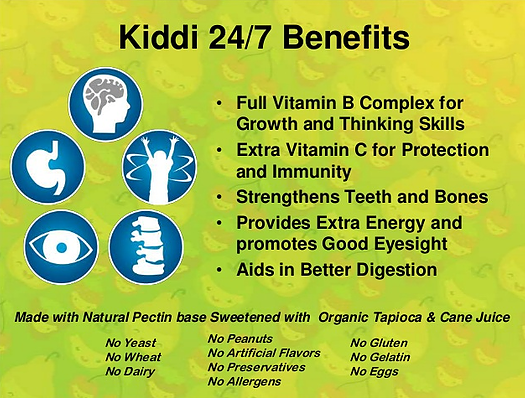 Kiddi 24/7 Benefits
• Full Vitamin B Complex for
Growth and Thinking Skills
• Extra Vitamin C for Protection
and Immunity
• Strengthens Teeth and Bones
• Provides Extra Energy and
promotes Good Eyesight
• Aids in Better Digestion
Made with Natural Pectin base Sweetened with Organic Tapioca & Cane Juice
No Yeast
No Wheat
No Dairy
No Peanuts
No Artificial Flavors
No Preservatives
No Allergens
No Gluten
No Gelatin
No Eggs